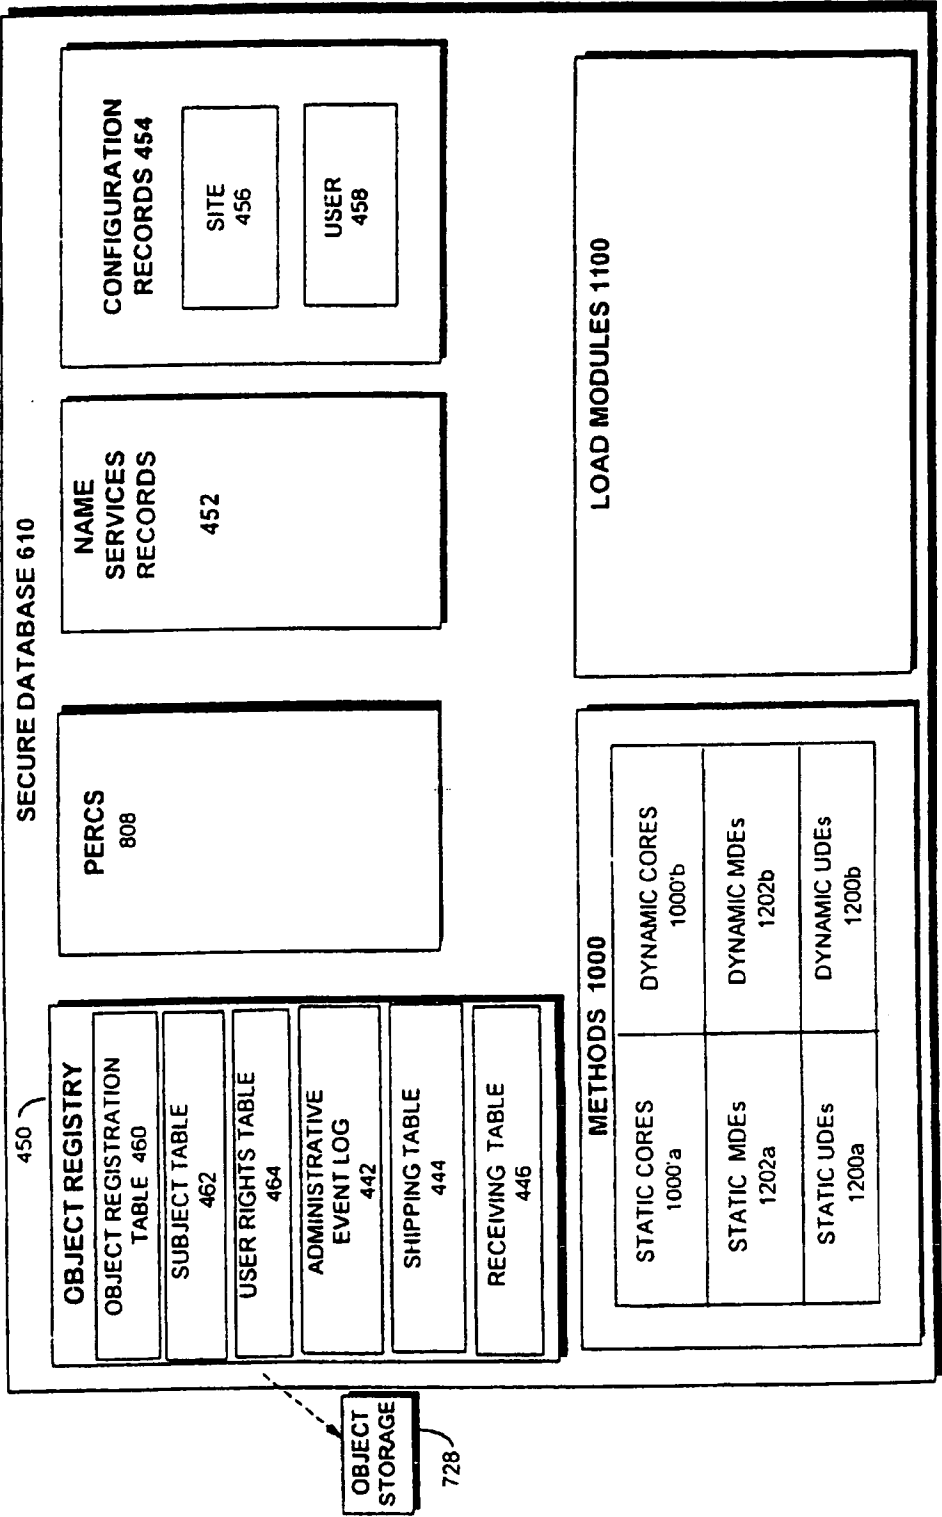 SECURE DATABASE 610
450
OBJECT REGISTRY
OBJECT REGISTRATION
TABLE 460
SUBJECT TABLE
462
USER RIGHTS TABLE
464
ADMINISTRATIVE
EVENT LOG
442
SHIPPING TABLE
444
RECEIVING TABLE
446
PERCS
808
NAME
SERVICES
RECORDS
452
CONFIGURATION
RECORDS 454
SITE
456
USER
458
OBJECT
STORAGE
728
METHODS 1000
STATIC CORES
1000'a
DYNAMIC CORES
1000'b
STATIC MDEs
1202a
DYNAMIC MDEs
1202b
STATIC UDEs
1200a
DYNAMIC UDEs
1200b
LOAD MODULES 1100